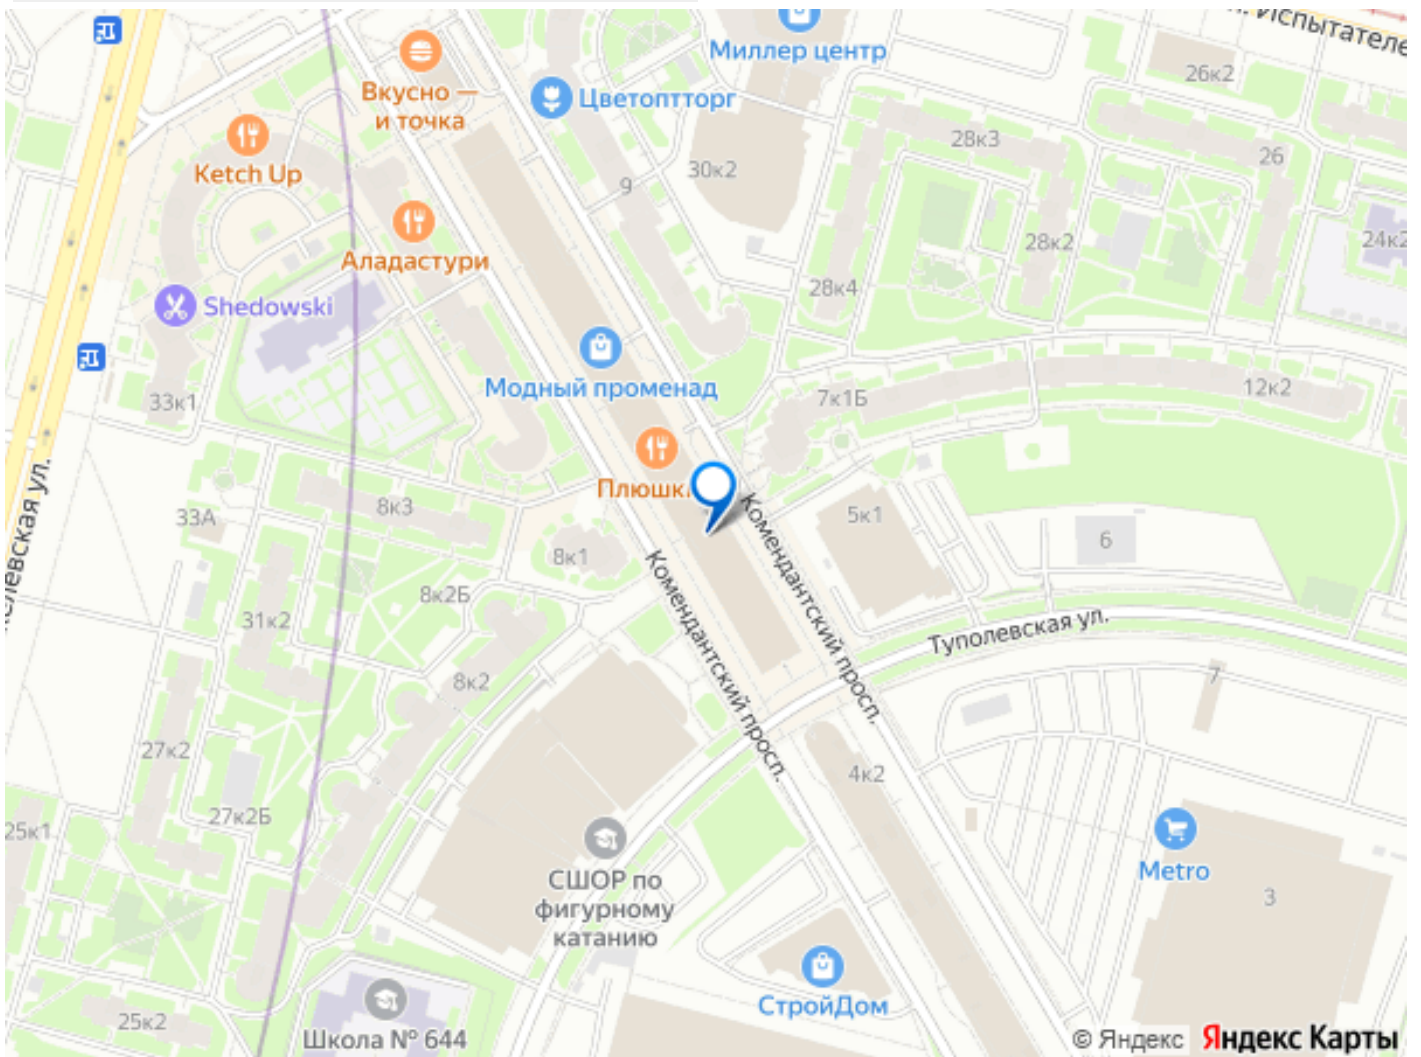 Испытателе
Миллер центр
26к2
Вкусно —
и точка
Цветоптторг
Ketch Up
28к3
26
30к2
9
Аладастури
28к2
24к2
28к4
Shedowski
Модный променад
33к1
7к1Б
12к2
Плюшк
8к3
33А
5к1
6
Комендантский просп.
Комендантский просп.
8к1
8к2Б
31к2
Туполевская ул.
8к2
7
27к2
4к2
27к2Б
25к1
Metro
3
СШОР по
фигурному
катанию
СтройДом
25к2
Школа № 644
© Яндекс Яндекс Карты